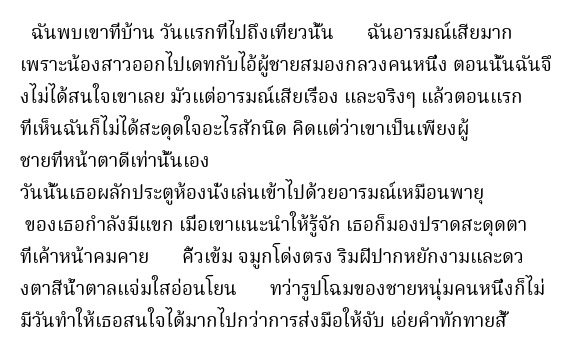 ฉันพบเขาที่บ้าน วันแรกที่ไปถึงเที่ยวนั้น ฉันอารมณ์เสียมาก
เพราะน้องสาวออกไปเดทกับไอ้ผู้ชายสมองกลวงคนหนึ่ง ตอนนั้นฉันจึ
งไม่ได้สนใจเขาเลย มัวแต่อารมณ์เสียเรื่อง และจริงๆ แล้วตอนแรก
ที่เห็นฉันก็ไม่ได้สะดุดใจอะไรสักนิด คิดแต่ว่าเขาเป็นเพียงผู้
ชายที่หน้าตาดีเท่านั้นเอง
วันนั้นเธอผลักประตูห้องนั่งเล่นเข้าไปด้วยอารมณ์เหมือนพายุ
ของเธอกำลังมีแขก เมื่อเขาแนะนำให้รู้จัก เธอก็มองปราดสะดุดตา
ที่เค้าหน้าคมคาย คิ้วเข้ม จมูกโด่งตรง ริมฝีปากหยักงามและดว
งตาสีน้ำตาลแจ่มใสอ่อนโยน ทว่ารูปโฉมของชายหนุ่มคนหนึ่งก็ไม่
มีวันทำให้เธอสนใจได้มากไปกว่าการส่งมือให้จับ เอ่ยคำทักทายสั้